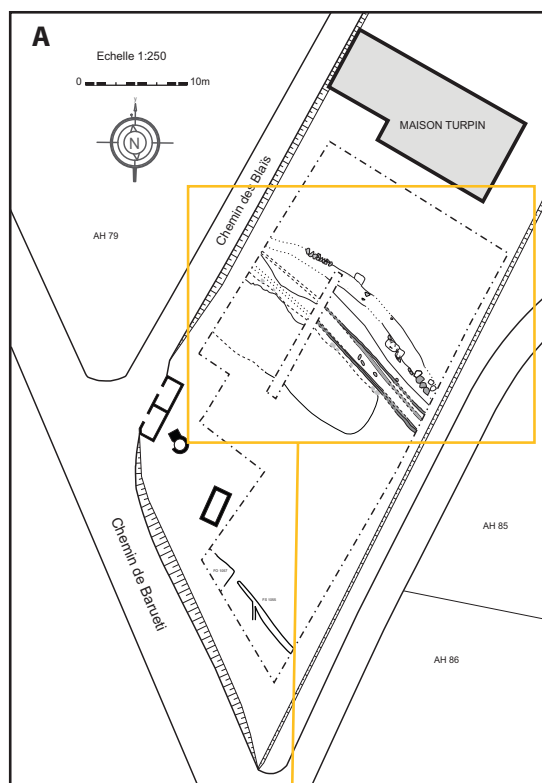 A
Echelle 1:250
0 10m
y
N
MAISON TURPIN
Chemin des Blaïs
AH 79
Chemin de Barueti
AH 85
AH 86